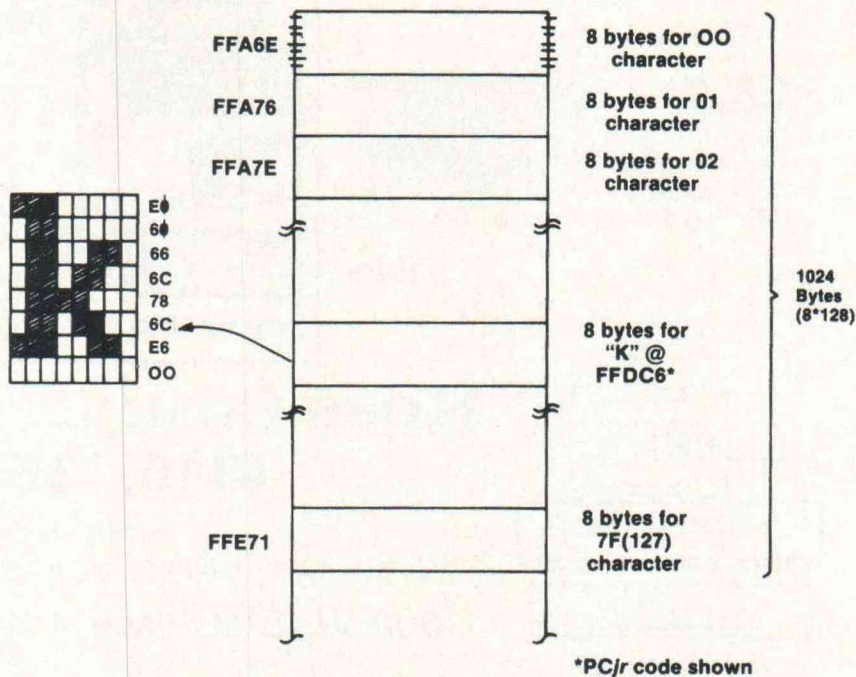 FFA6E
8 bytes for OO
character
FFA76
8 bytes for 01
character
FFA7E
8 bytes for 02
character
E0
60
66
6C
78
6C
E6
OO
8 bytes for
"K" @
FFDC6*
1024
Bytes
(8*128)
FFE71
8 bytes for
7F(127)
character
*PCjr code shown